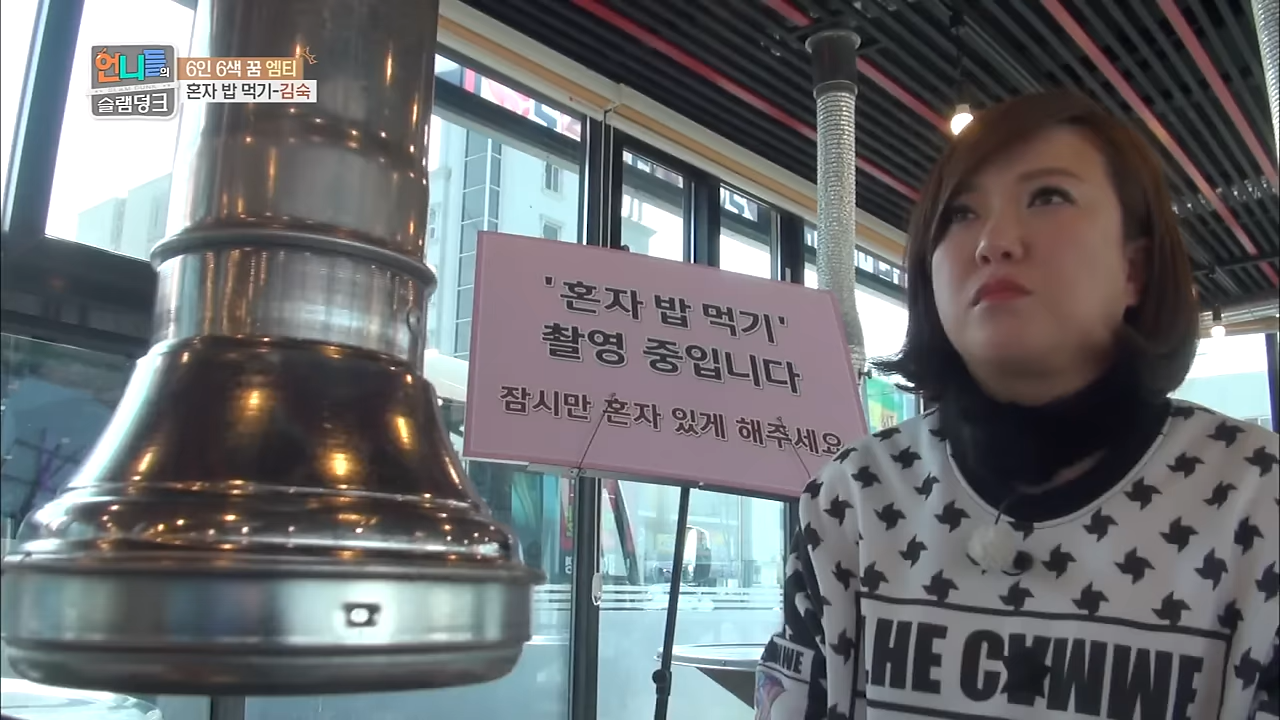 언니들의
슬램덩크
6인 6색 꿈 엠티
혼자 밥 먹기-김숙
'혼자 밥 먹기'
촬영 중입니다
잠시만 혼자 있게 해주세요